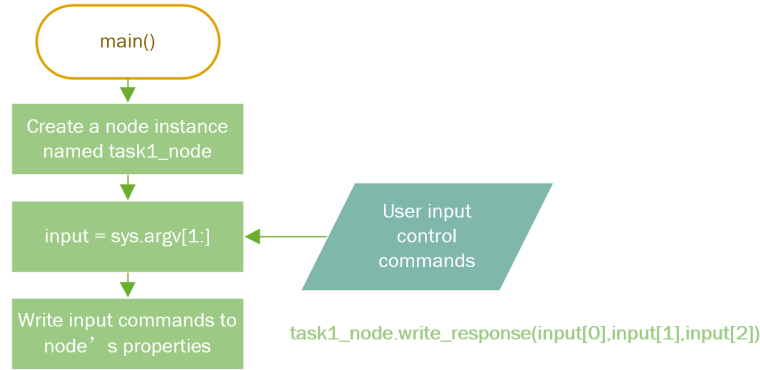 main()
Create a node instance
named task1_node
input = sys.argv[1:]
User input
control
commands
Write input commands to
node’s properties
task1_node.write_response(input[0],input[1],input[2])